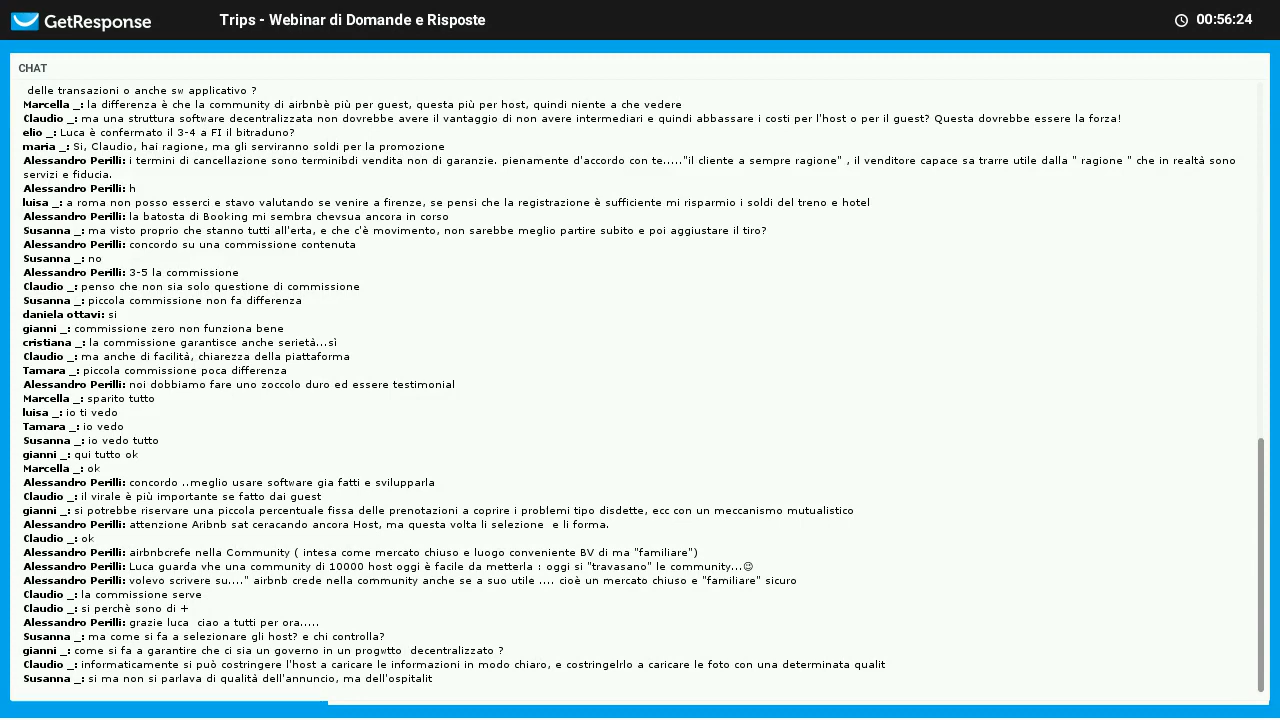 GetResponse
Trips - Webinar di Domande e Risposte
00:56:24
CHAT
delle transazioni o anche sw applicativo ?
Marcella _: la differenza è che la community di airbnbè più per guest, questa più per host, quindi niente a che vedere
Claudio _: ma una struttura software decentralizzata non dovrebbe avere il vantaggio di non avere intermediari e quindi abbassare i costi per l'host o per il guest? Questa dovrebbe essere la forza!
elio _: Luca è confermato il 3-4 a FI il bitraduno?
maria _: Si, Claudio, hai ragione, ma gli serviranno soldi per la promozione
Alessandro Perilli: i termini di cancellazione sono terminibdi vendita non di garanzie. pienamente d'accordo con te....."il cliente a sempre ragione" , il venditore capace sa trarre utile dalla " ragione " che in realtà sono
servizi e fiducia.
Alessandro Perilli: h
luisa _: a roma non posso esserci e stavo valutando se venire a firenze, se pensi che la registrazione è sufficiente mi risparmio i soldi del treno e hotel
Alessandro Perilli: la batosta di Booking mi sembra chevsua ancora in corso
Susanna _: ma visto proprio che stanno tutti all'erta, e che c'è movimento, non sarebbe meglio partire subito e poi aggiustare il tiro?
Alessandro Perilli: concordo su una commissione contenuta
Susanna _: no
Alessandro Perilli: 3-5 la commissione
Claudio _: penso che non sia solo questione di commissione
Susanna _: piccola commissione non fa differenza
daniela ottavi: si
gianni _: commissione zero non funziona bene
cristiana _: la commissione garantisce anche serietà...sì
Claudio _: ma anche di facilità, chiarezza della piattaforma
Tamara _: piccola commissione poca differenza
Alessandro Perilli: noi dobbiamo fare uno zoccolo duro ed essere testimonial
Marcella _: sparito tutto
luisa _: io ti vedo
Tamara _: io vedo
Susanna _: io vedo tutto
gianni _: qui tutto ok
Marcella _: ok
Alessandro Perilli: concordo ..meglio usare software gia fatti e svilupparla
Claudio _: il virale è più importante se fatto dai guest
gianni _: si potrebbe riservare una piccola percentuale fissa delle prenotazioni a coprire i problemi tipo disdette, ecc con un meccanismo mutualistico
Alessandro Perilli: attenzione Aribnb sat ceracando ancora Host, ma questa volta li selezione e li forma.
Claudio _: ok
Alessandro Perilli: airbnbcrefe nella Community ( intesa come mercato chiuso e luogo conveniente BV di ma "familiare")
Alessandro Perilli: Luca guarda vhe una community di 10000 host oggi è facile da metterla : oggi si "travasano" le community...😉
Alessandro Perilli: volevo scrivere su...." airbnb crede nella community anche se a suo utile .... cioè un mercato chiuso e "familiare" sicuro
Claudio _: la commissione serve
Claudio _: si perchè sono di +
Alessandro Perilli: grazie luca ciao a tutti per ora.....
Susanna _: ma come si fa a selezionare gli host? e chi controlla?
gianni _: come si fa a garantire che ci sia un governo in un progwtto decentralizzato ?
Claudio _: informaticamente si può costringere l'host a caricare le informazioni in modo chiaro, e costringelrlo a caricare le foto con una determinata qualit
Susanna _: si ma non si parlava di qualità dell'annuncio, ma dell'ospitalit